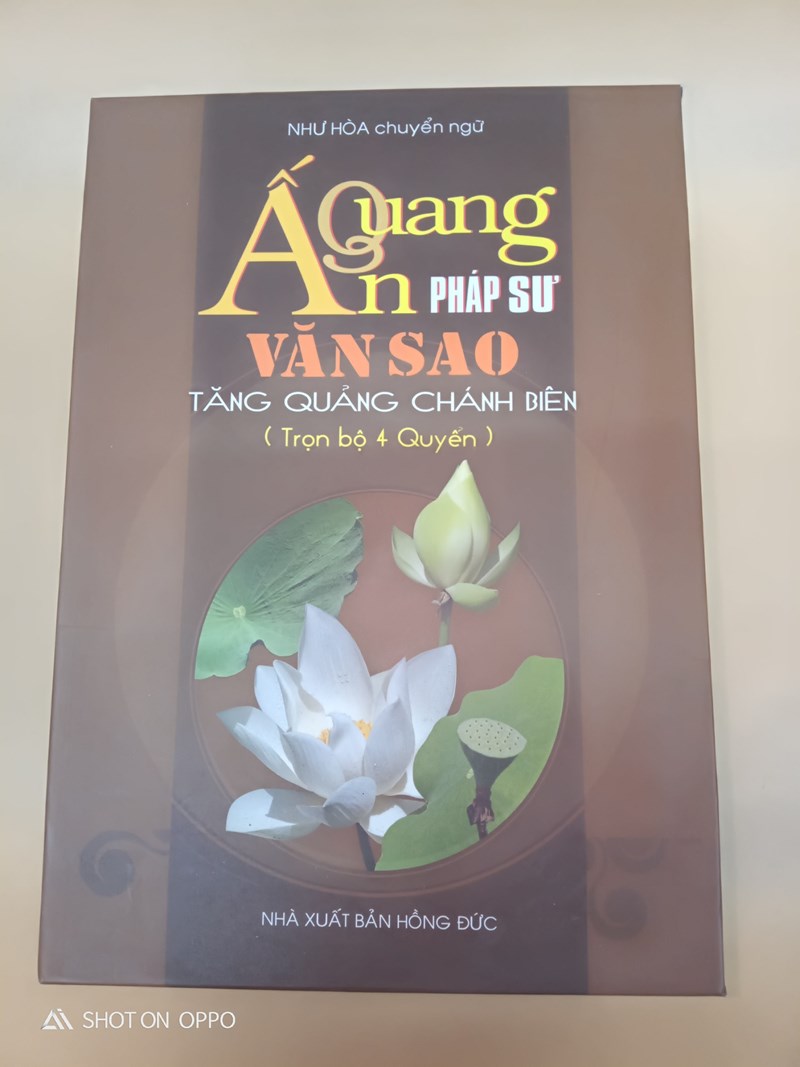 NHƯ HÒA chuyển ngữ
Ấn Quang
PHÁP SƯ
VĂN SAO
TĂNG QUẢNG CHÁNH BIÊN
( Trọn bộ 4 Quyển )
NHÀ XUẤT BẢN HỒNG ĐỨC
SHOT ON OPPO